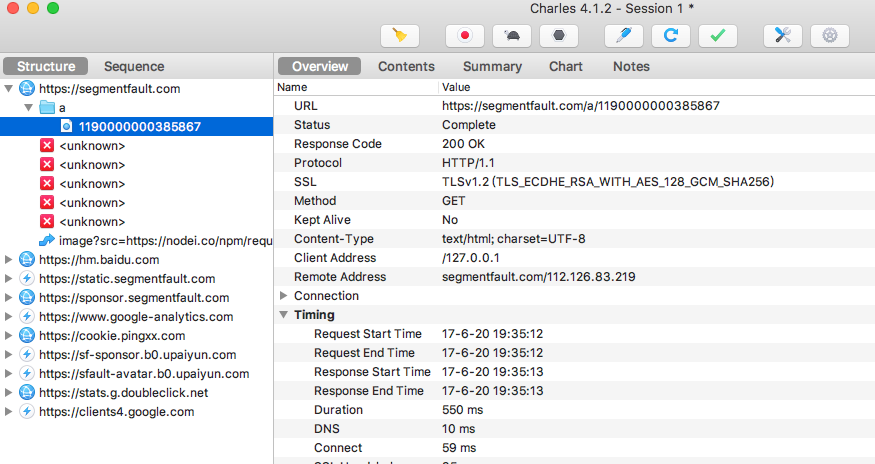 Charles 4.1.2 - Session 1 *
Structure Sequence
https://segmentfault.com
a
1190000000385867
<unknown>
<unknown>
<unknown>
<unknown>
<unknown>
image?src=https://nodei.co/npm/requ
https://hm.baidu.com
https://static.segmentfault.com
https://sponsor.segmentfault.com
https://www.google-analytics.com
https://cookie.pingxx.com
https://sf-sponsor.b0.upaiyun.com
https://sfault-avatar.b0.upaiyun.com
https://stats.g.doubleclick.net
https://clients4.google.com
Overview Contents Summary Chart Notes
Name Value
URL https://segmentfault.com/a/1190000000385867
Status Complete
Response Code 200 OK
Protocol HTTP/1.1
SSL TLSv1.2 (TLS_ECDHE_RSA_WITH_AES_128_GCM_SHA256)
Method GET
Kept Alive No
Content-Type text/html; charset=UTF-8
Client Address /127.0.0.1
Remote Address segmentfault.com/112.126.83.219
Connection
Timing
Request Start Time 17-6-20 19:35:12
Request End Time 17-6-20 19:35:12
Response Start Time 17-6-20 19:35:13
Response End Time 17-6-20 19:35:13
Duration 550 ms
DNS 10 ms
Connect 59 ms